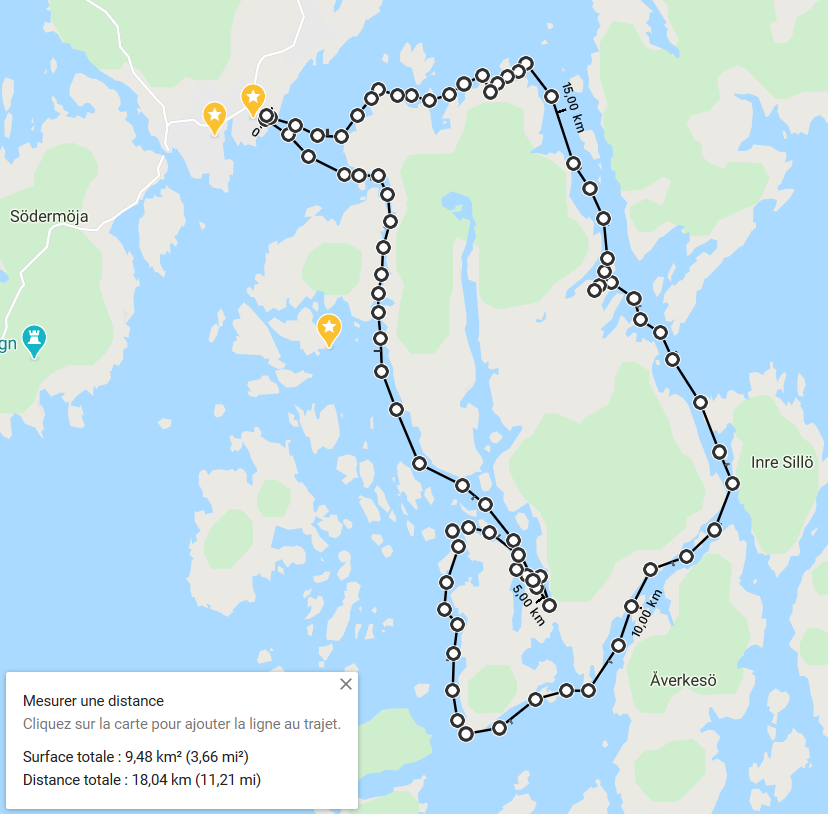 15,00 km
0
Södermöja
gn
Inre Sillö
5,00 km
10,00 km
Åverkesö
Mesurer une distance
Cliquez sur la carte pour ajouter la ligne au trajet.
Surface totale : 9,48 km² (3,66 mi²)
Distance totale : 18,04 km (11,21 mi)